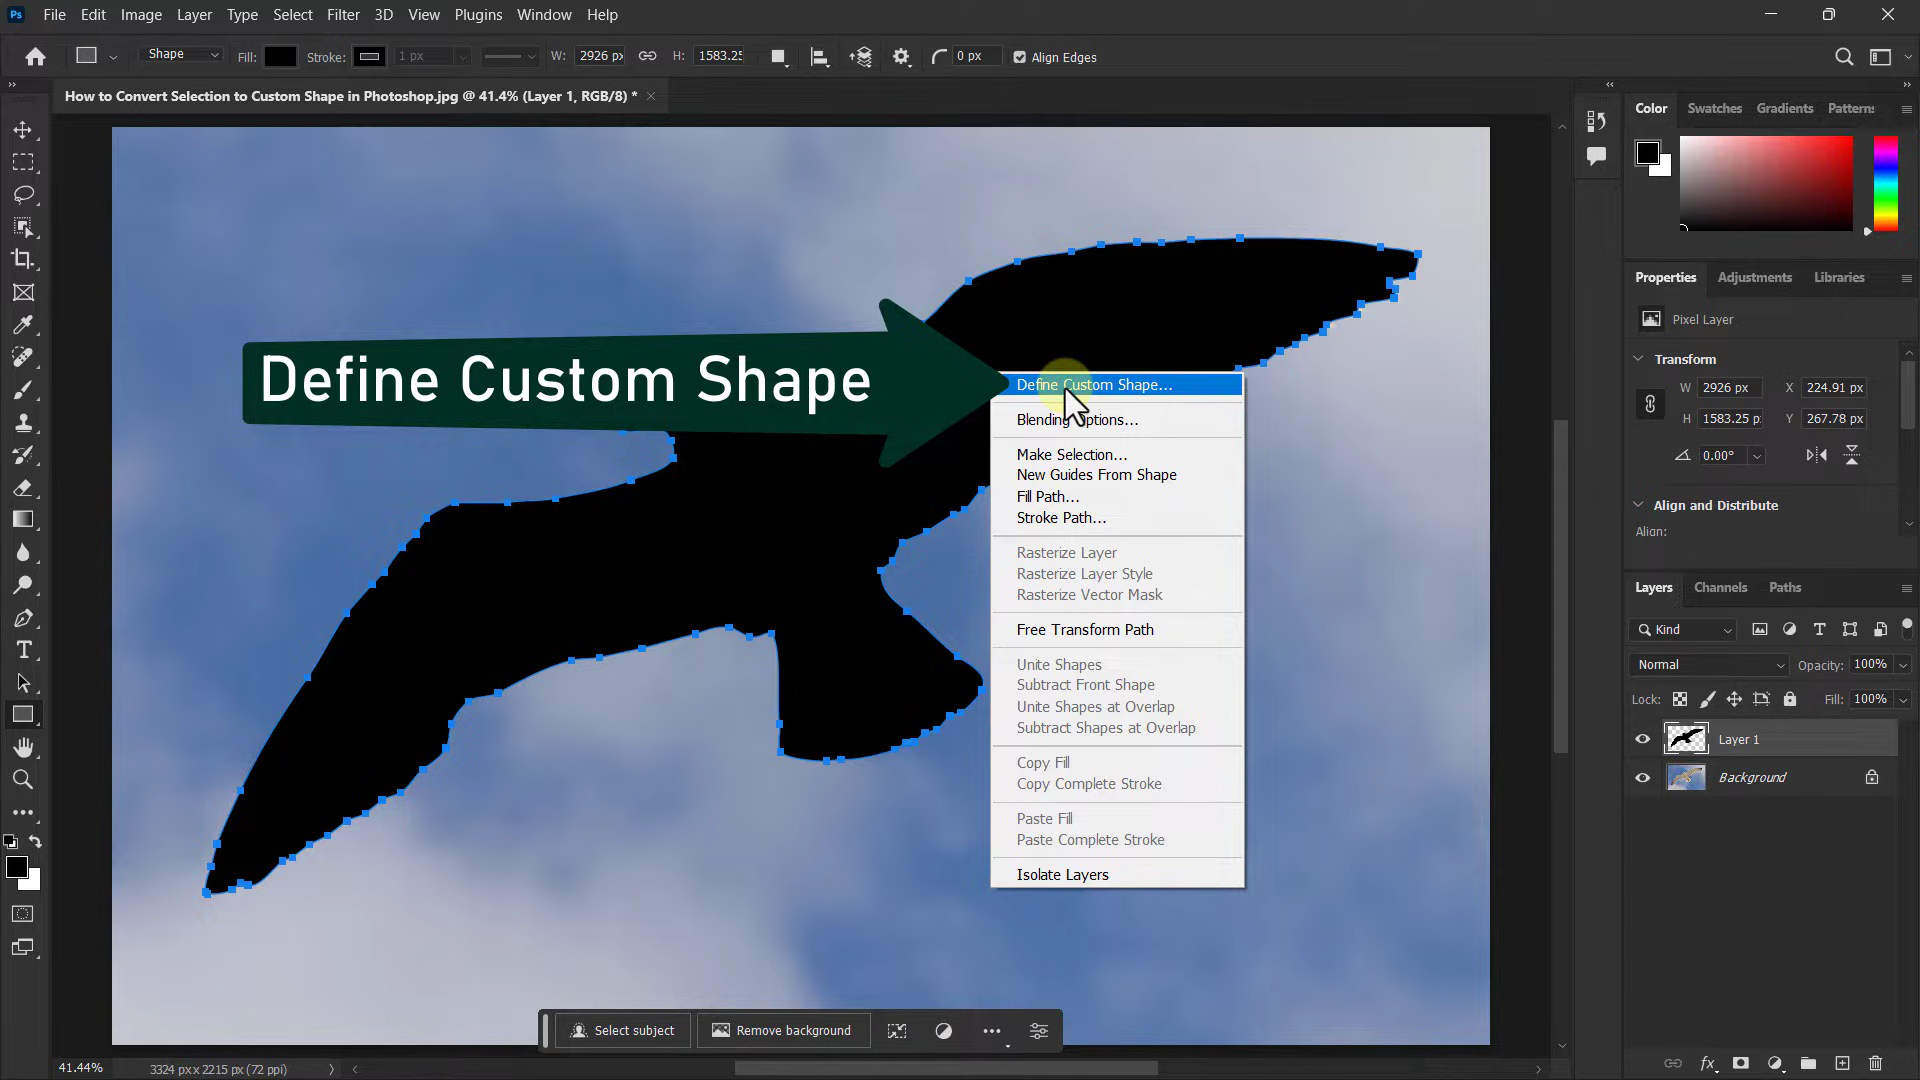 Ps File Edit Image Layer Type Select Filter 3D View Plugins Window Help
Shape Fill: Stroke: 1 px W: 2926 px H: 1583.25 0 px Align Edges
How to Convert Selection to Custom Shape in Photoshop.jpg @ 41.4% (Layer 1, RGB/8) *
Color Swatches Gradients Patterns
Properties Adjustments Libraries
Pixel Layer
Transform
W 2926 px X 224.91 px
H 1583.25 p Y 267.78 px
0.00°
Align and Distribute
Align:
Define Custom Shape
Define Custom Shape...
Blending Options...
Make Selection...
New Guides From Shape
Fill Path...
Stroke Path...
Rasterize Layer
Rasterize Layer Style
Rasterize Vector Mask
Free Transform Path
Unite Shapes
Subtract Front Shape
Unite Shapes at Overlap
Subtract Shapes at Overlap
Copy Fill
Copy Complete Stroke
Paste Fill
Paste Complete Stroke
Isolate Layers
Layers Channels Paths
Kind
Normal Opacity: 100%
Lock: Fill: 100%
Layer 1
Background
Select subject Remove background
41.44% 3324 px x 2215 px (72 ppi)
fx